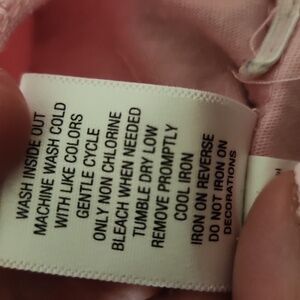 WASH INSIDE OUT
MACHINE WASH COLD
WITH LIKE COLORS
GENTLE CYCLE
ONLY NON CHLORINE
BLEACH WHEN NEEDED
TUMBLE DRY LOW
REMOVE PROMPTLY
COOL IRON
IRON ON REVERSE
DO NOT IRON ON
DECORATIONS